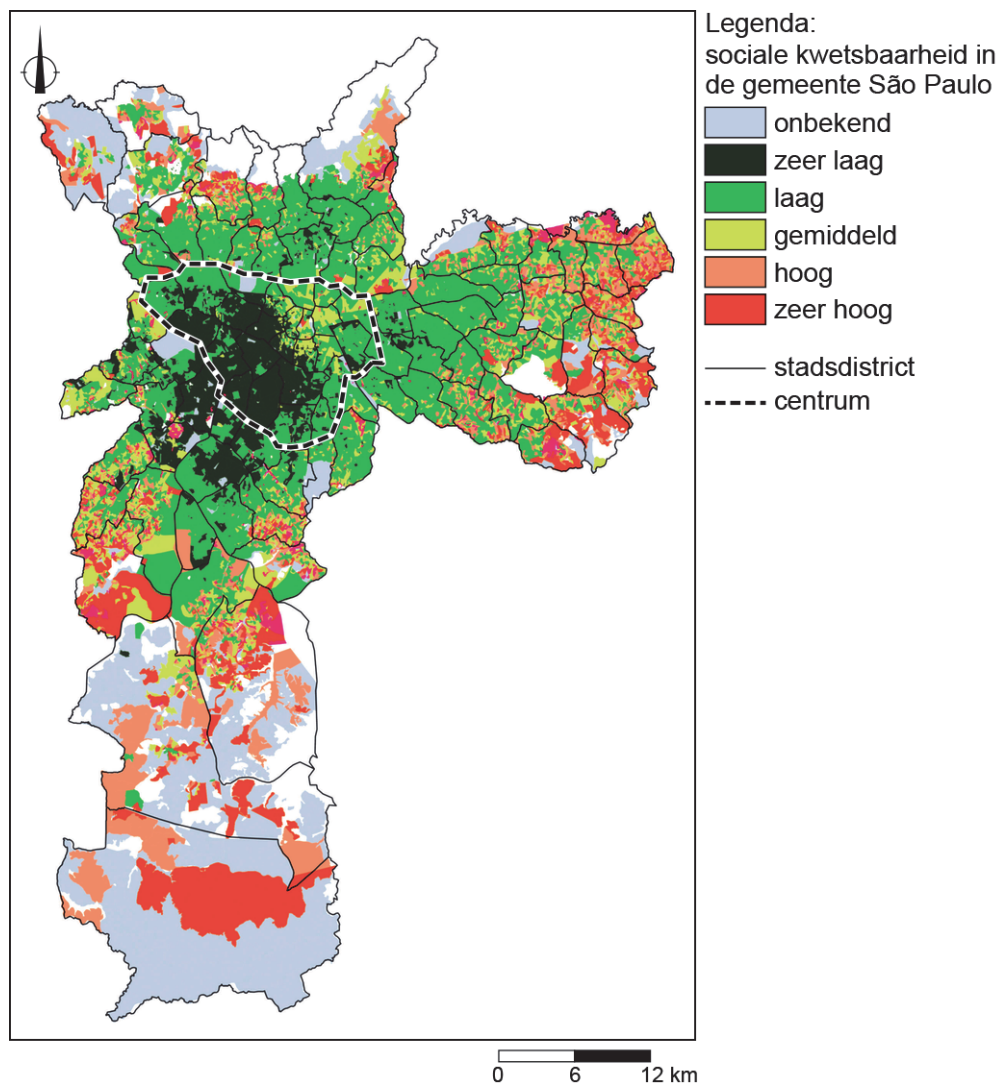 Legenda:
sociale kwetsbaarheid in
de gemeente São Paulo
onbekend
zeer laag
laag
gemiddeld
hoog
zeer hoog
stadsdistrict
centrum
0 6 12 km